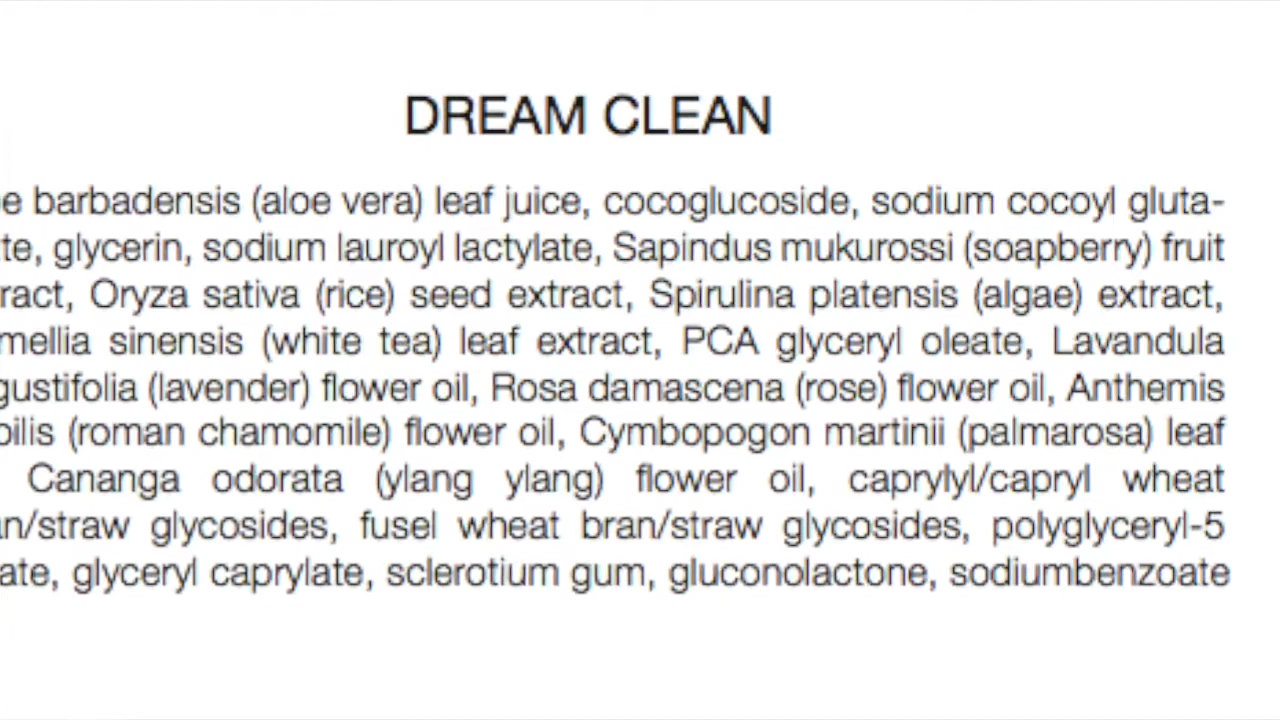 DREAM CLEAN
e barbadensis (aloe vera) leaf juice, cocoglucoside, sodium cocoyl gluta-
te, glycerin, sodium lauroyl lactylate, Sapindus mukurossi (soapberry) fruit
ract, Oryza sativa (rice) seed extract, Spirulina platensis (algae) extract,
mellia sinensis (white tea) leaf extract, PCA glyceryl oleate, Lavandula
gustifolia (lavender) flower oil, Rosa damascena (rose) flower oil, Anthemis
bilis (roman chamomile) flower oil, Cymbopogon martinii (palmarosa) leaf
Cananga odorata (ylang ylang) flower oil, caprylyl/capryl wheat
an/straw glycosides, fusel wheat bran/straw glycosides, polyglyceryl-5
ate, glyceryl caprylate, sclerotium gum, gluconolactone, sodiumbenzoate